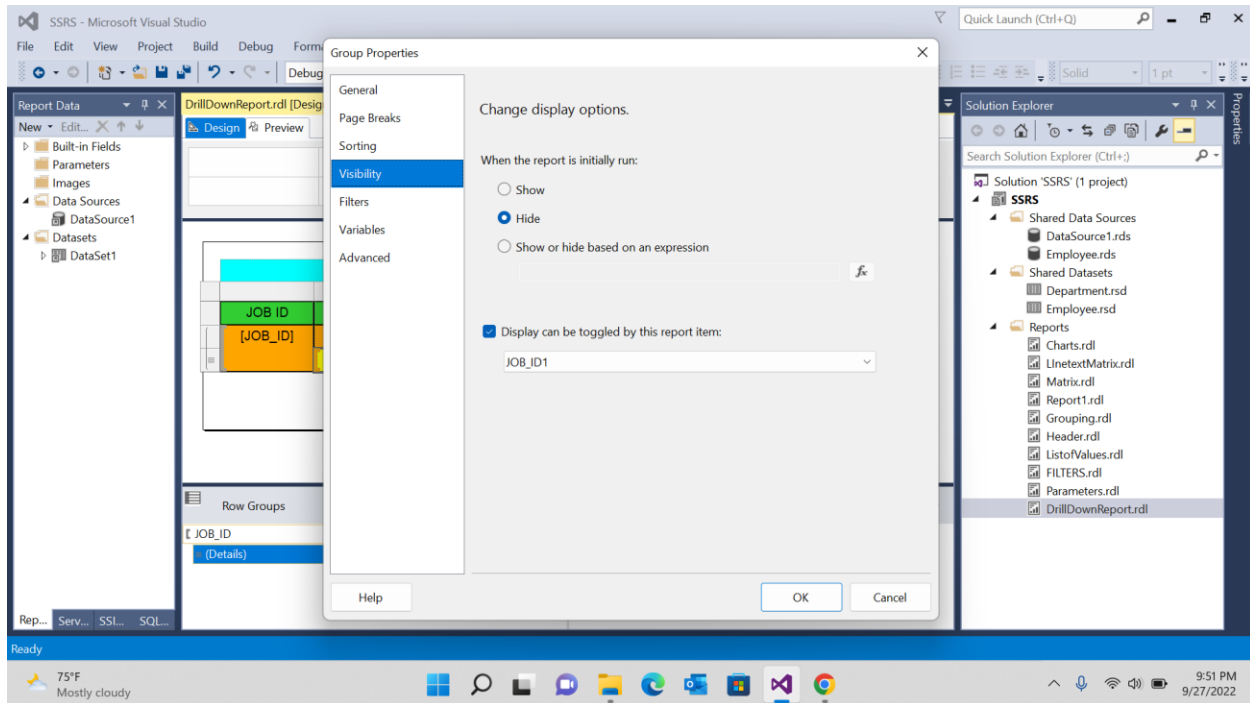 SSRS - Microsoft Visual Studio
Quick Launch (Ctrl+Q)
File Edit View Project Build Debug Forma
Debug
Solid
1 pt
Report Data
New Edit...
Built-in Fields
Parameters
Images
Data Sources
DataSource1
Datasets
DataSet1
Rep... Serv... SSI... SQL...
DrillDownReport.rdl [Desig
Design Preview
JOB ID
[JOB_ID]
Row Groups
JOB_ID
(Details)
Group Properties
General
Page Breaks
Sorting
Visibility
Filters
Variables
Advanced
Change display options.
When the report is initially run:
Show
Hide
Show or hide based on an expression
fx
Display can be toggled by this report item:
JOB_ID1
Help
OK
Cancel
Solution Explorer
Search Solution Explorer (Ctrl+;)
Solution 'SSRS' (1 project)
SSRS
Shared Data Sources
DataSource1.rds
Employee.rds
Shared Datasets
Department.rsd
Employee.rsd
Reports
Charts.rdl
LInetextMatrix.rdl
Matrix.rdl
Report1.rdl
Grouping.rdl
Header.rdl
ListofValues.rdl
FILTERS.rdl
Parameters.rdl
DrillDownReport.rdl
Properties
Ready
75°F
Mostly cloudy
9:51 PM
9/27/2022